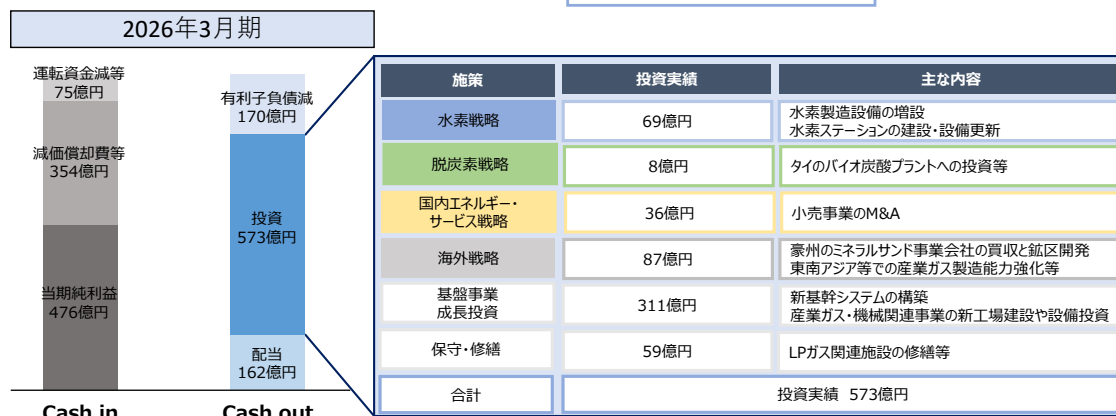 2026年3月期
運転資金減等
75億円
減価償却費等
354億円
当期純利益
476億円
Cash in
有利子負債減
170億円
投資
573億円
配当
162億円
Cash out
施策 投資実績 主な内容
水素戦略 69億円 水素製造設備の増設
水素ステーションの建設・設備更新
脱炭素戦略 8億円 タイのバイオ炭酸プラントへの投資等
国内エネルギー・
サービス戦略 36億円 小売事業のM&A
海外戦略 87億円 豪州のミネラルサンド事業会社の買収と鉱区開発
東南アジア等での産業ガス製造能力強化等
基盤事業
成長投資 311億円 新基幹システムの構築
産業ガス・機械関連事業の新工場建設や設備投資
保守・修繕 59億円 LPガス関連施設の修繕等
合計 投資実績 573億円